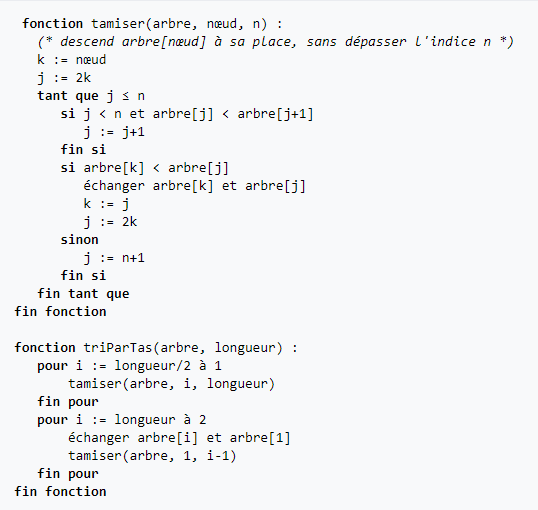 fonction tamiser(arbre, nœud, n) :
(* descend arbre[nœud] à sa place, sans dépasser l'indice n *)
k := nœud
j := 2k
tant que j ≤ n
si j < n et arbre[j] < arbre[j+1]
j := j+1
fin si
si arbre[k] < arbre[j]
échanger arbre[k] et arbre[j]
k := j
j := 2k
sinon
j := n+1
fin si
fin tant que
fin fonction
fonction triParTas(arbre, longueur) :
pour i := longueur/2 à 1
tamiser(arbre, i, longueur)
fin pour
pour i := longueur à 2
échanger arbre[i] et arbre[1]
tamiser(arbre, 1, i-1)
fin pour
fin fonction